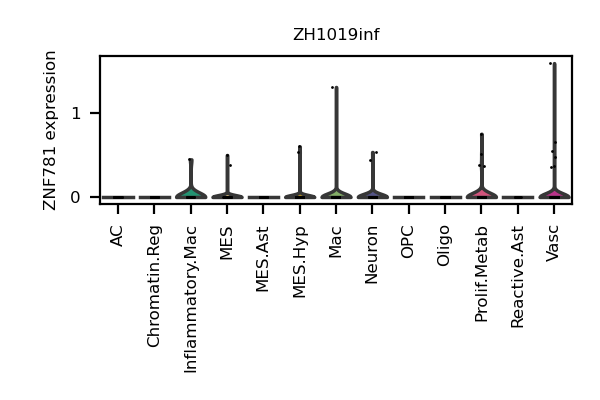 ZH1019inf
ZNF781 expression
1
0
AC
Chromatin.Reg
Inflammatory.Mac
MES
MES.Ast
MES.Hyp
Mac
Neuron
OPC
Oligo
Prolif.Metab
Reactive.Ast
Vasc